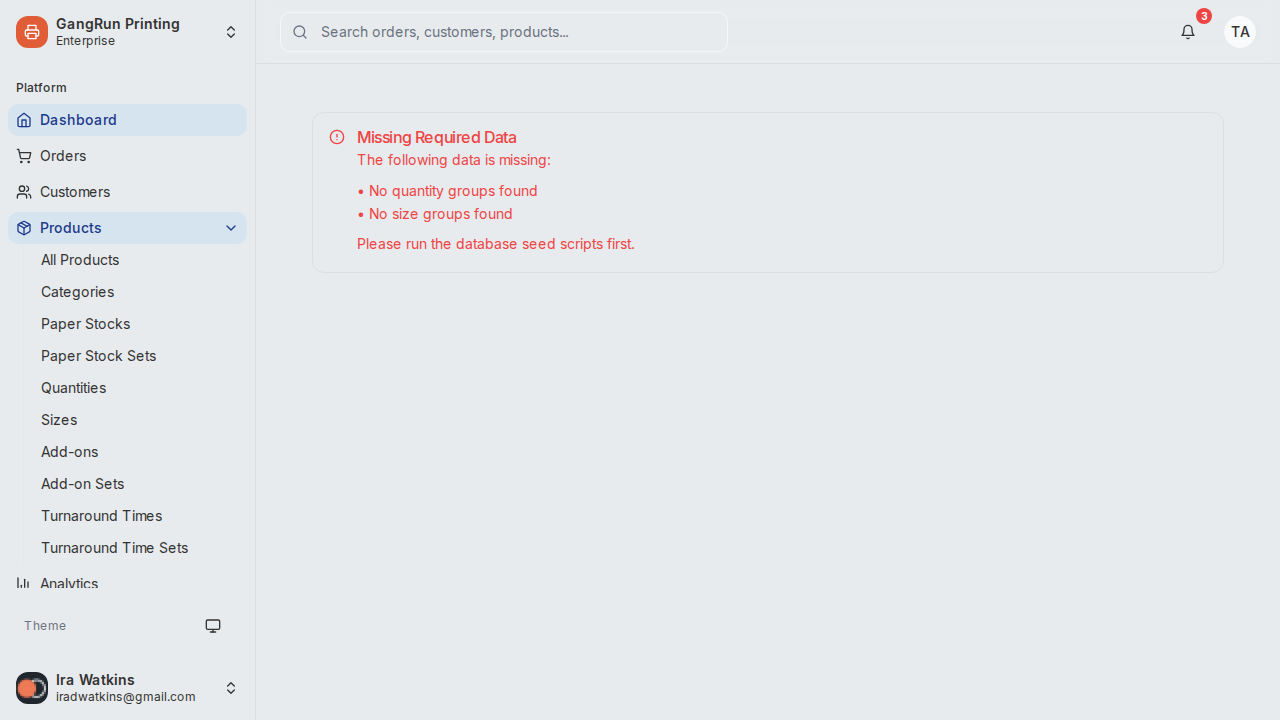 GangRun Printing
Enterprise
Platform
Dashboard
Orders
Customers
Products
All Products
Categories
Paper Stocks
Paper Stock Sets
Quantities
Sizes
Add-ons
Add-on Sets
Turnaround Times
Turnaround Time Sets
Analytics
Theme
Ira Watkins
iradwatkins@gmail.com
Search orders, customers, products...
3
TA
Missing Required Data
The following data is missing:
• No quantity groups found
• No size groups found
Please run the database seed scripts first.